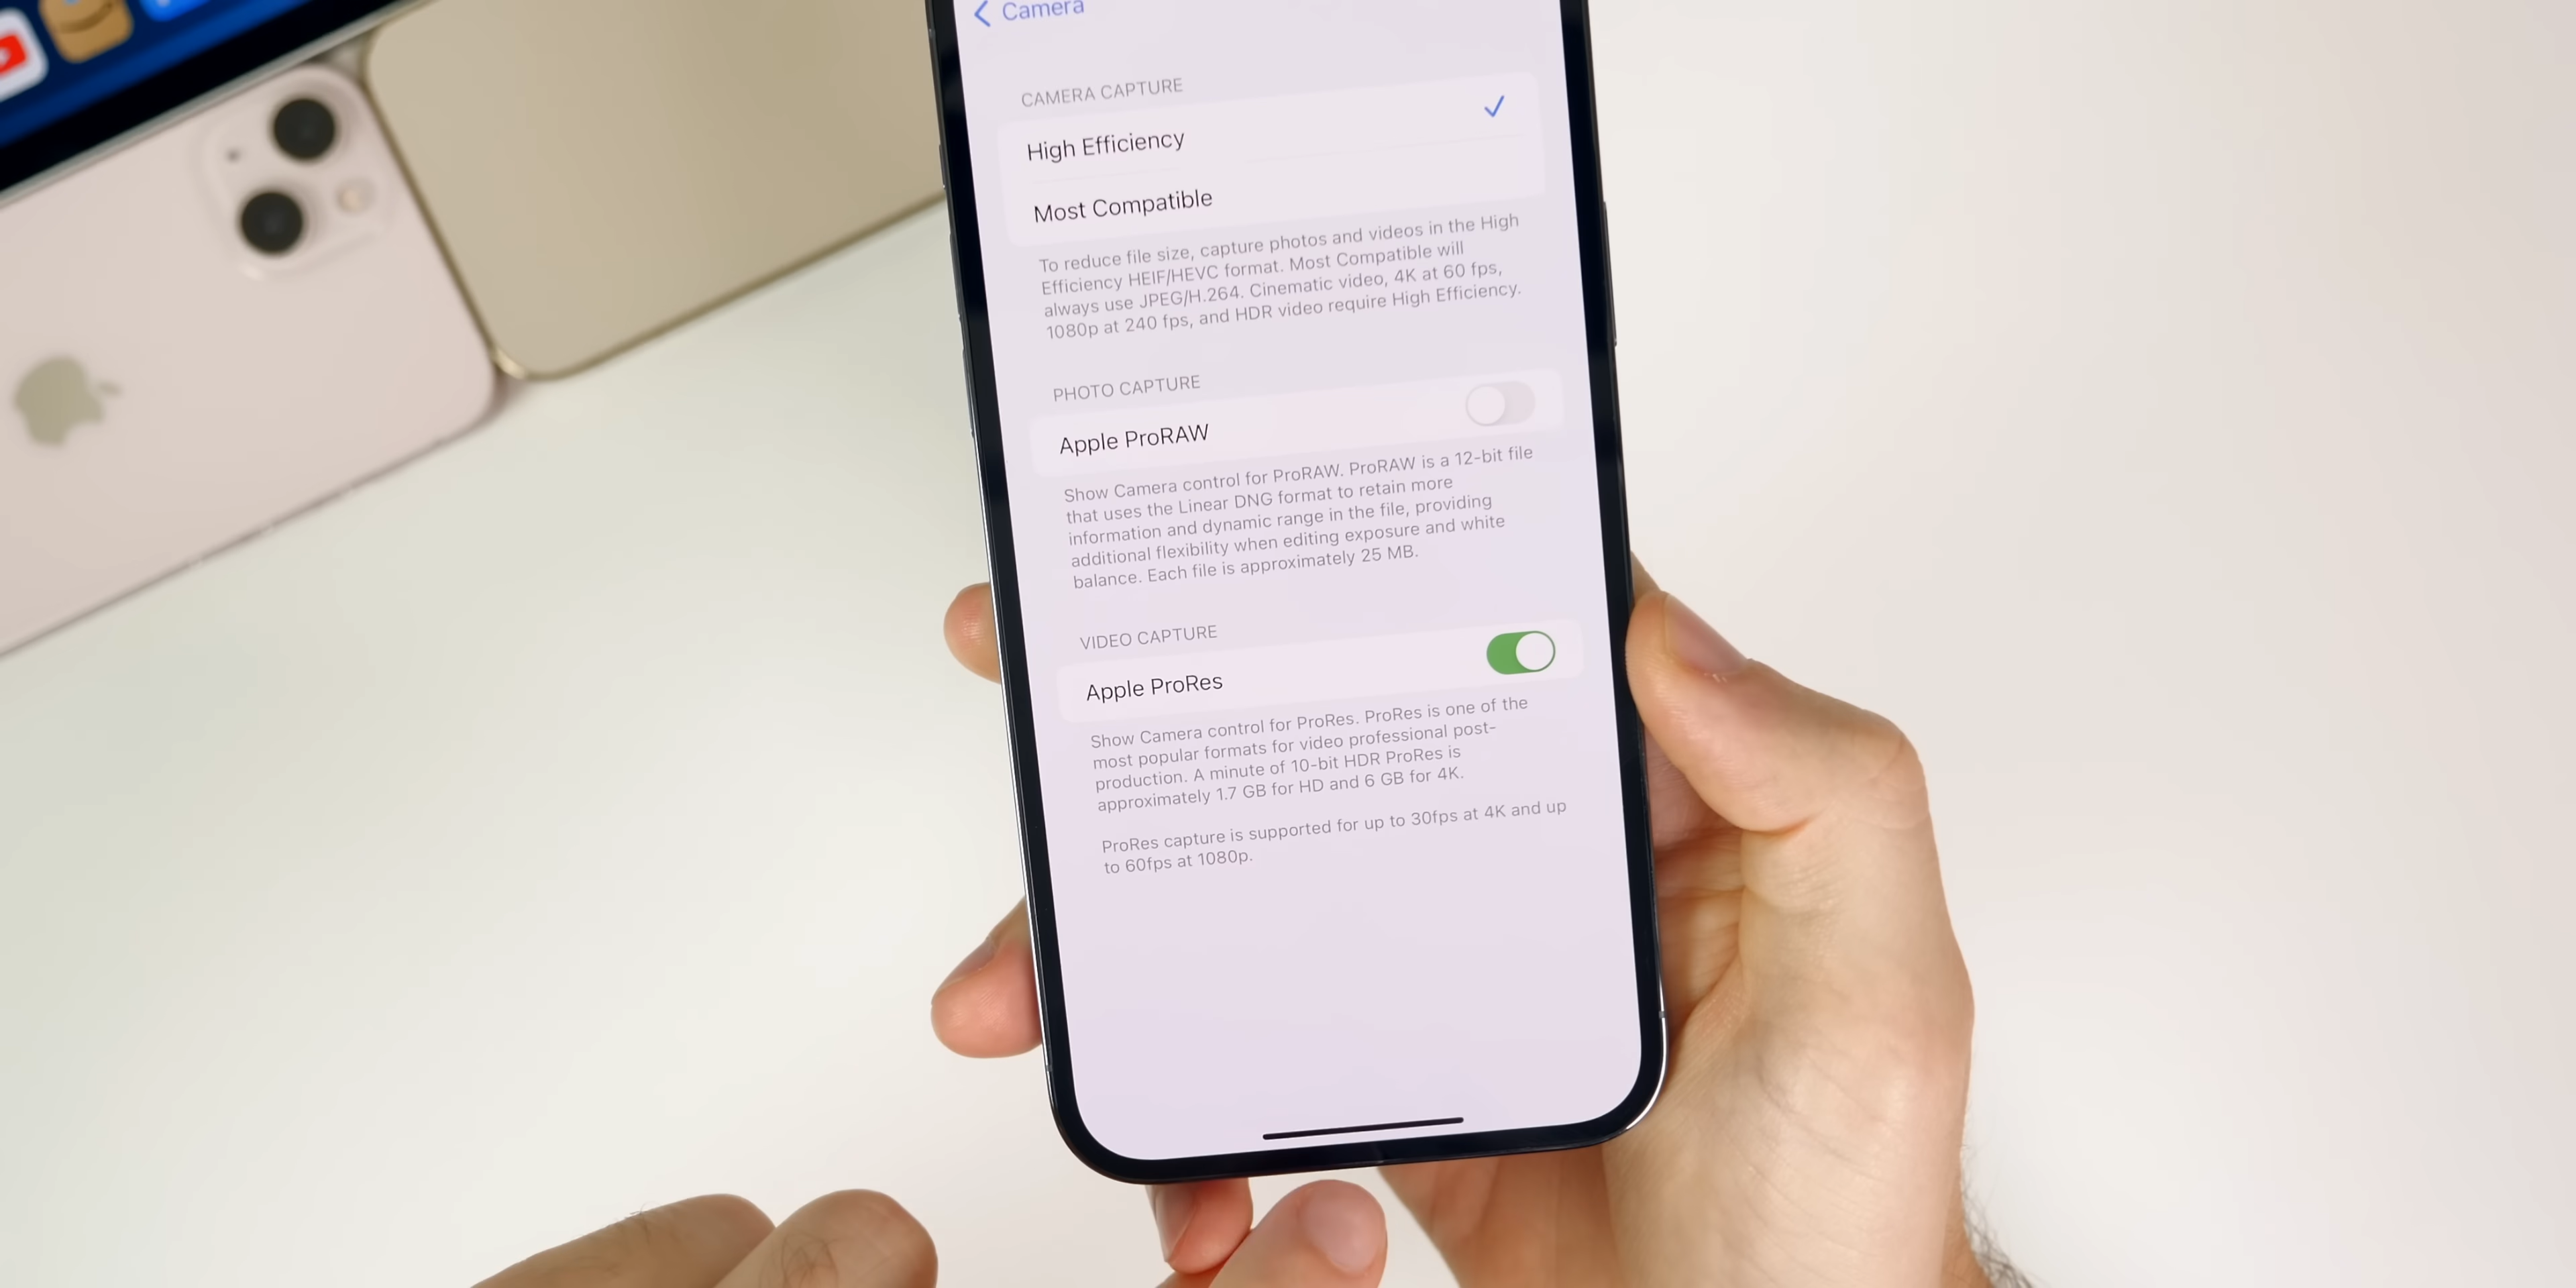 Camera
CAMERA CAPTURE
High Efficiency
Most Compatible
To reduce file size, capture photos and videos in the High
Efficiency HEIF/HEVC format. Most Compatible will
always use JPEG/H.264. Cinematic video, 4K at 60 fps,
1080p at 240 fps, and HDR video require High Efficiency.
PHOTO CAPTURE
Apple ProRAW
Show Camera control for ProRAW. ProRAW is a 12-bit file
that uses the Linear DNG format to retain more
information and dynamic range in the file, providing
additional flexibility when editing exposure and white
balance. Each file is approximately 25 MB.
VIDEO CAPTURE
Apple ProRes
Show Camera control for ProRes. ProRes is one of the
most popular formats for video professional post-
production. A minute of 10-bit HDR ProRes is
approximately 1.7 GB for HD and 6 GB for 4K.
ProRes capture is supported for up to 30fps at 4K and up
to 60fps at 1080p.